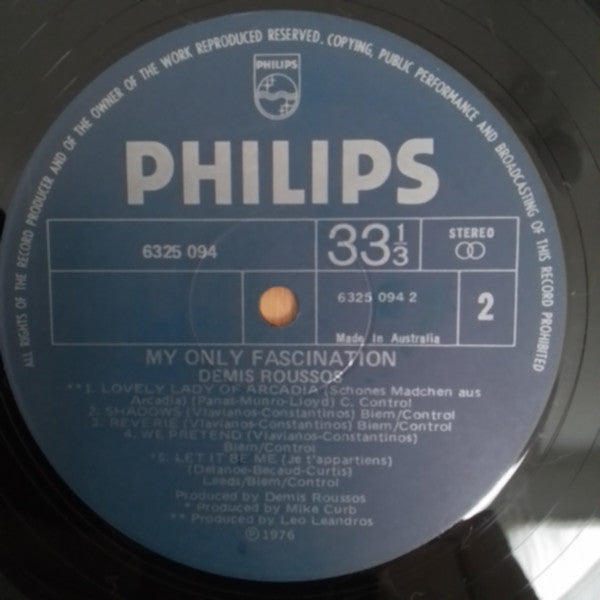 ALL RIGHTS OF THE RECORD PRODUCER AND OF THE OWNER OF THE WORK REPRODUCED RESERVED. COPYING, PUBLIC PERFORMANCE AND BROADCASTING OF THIS RECORD PROHIBITED
PHILIPS
PHILIPS
6325 094
33⅓
STEREO
6325 094 2
2
Made in Australia
MY ONLY FASCINATION
DEMIS ROUSSOS
**1. LOVELY LADY OF ARCADIA (Schones Madchen aus
Arcadia) (Panas-Munro-Lloyd) C. Control
2. SHADOWS (Vlavianos-Constantinos) Biem/Control
3. REVERIE (Vlavianos-Constantinos) Biem/Control
4. WE PRETEND (Vlavianos-Constantinos)
Biem/Control
*5. LET IT BE ME (Je t'appartiens)
(Delanoe-Becaud-Curtis)
Leeds/Biem/Control
Produced by Demis Roussos
* Produced by Mike Curb
** Produced by Leo Leandros
Ⓟ 1976